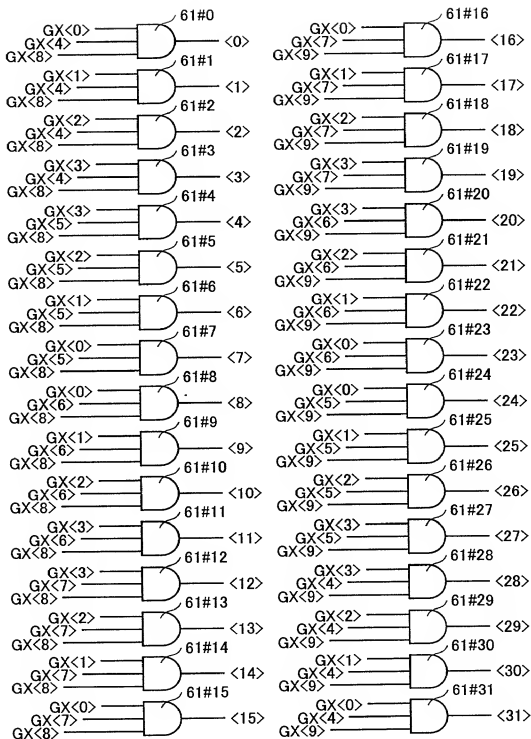 61#0
GX<0>
GX<4>
GX<8>
<0>
61#1
GX<1>
GX<4>
GX<8>
<1>
61#2
GX<2>
GX<4>
GX<8>
<2>
61#3
GX<3>
GX<4>
GX<8>
<3>
61#4
GX<3>
GX<5>
GX<8>
<4>
61#5
GX<2>
GX<5>
GX<8>
<5>
61#6
GX<1>
GX<5>
GX<8>
<6>
61#7
GX<0>
GX<5>
GX<8>
<7>
61#8
GX<0>
GX<6>
GX<8>
<8>
61#9
GX<1>
GX<6>
GX<8>
<9>
61#10
GX<2>
GX<6>
GX<8>
<10>
61#11
GX<3>
GX<6>
GX<8>
<11>
61#12
GX<3>
GX<7>
GX<8>
<12>
61#13
GX<2>
GX<7>
GX<8>
<13>
61#14
GX<1>
GX<7>
GX<8>
<14>
61#15
GX<0>
GX<7>
GX<8>
<15>
61#16
GX<0>
GX<7>
GX<9>
<16>
61#17
GX<1>
GX<7>
GX<9>
<17>
61#18
GX<2>
GX<7>
GX<9>
<18>
61#19
GX<3>
GX<7>
GX<9>
<19>
61#20
GX<3>
GX<6>
GX<9>
<20>
61#21
GX<2>
GX<6>
GX<9>
<21>
61#22
GX<1>
GX<6>
GX<9>
<22>
61#23
GX<0>
GX<6>
GX<9>
<23>
61#24
GX<0>
GX<5>
GX<9>
<24>
61#25
GX<1>
GX<5>
GX<9>
<25>
61#26
GX<2>
GX<5>
GX<9>
<26>
61#27
GX<3>
GX<5>
GX<9>
<27>
61#28
GX<3>
GX<4>
GX<9>
<28>
61#29
GX<2>
GX<4>
GX<9>
<29>
61#30
GX<1>
GX<4>
GX<9>
<30>
61#31
GX<0>
GX<4>
GX<9>
<31>